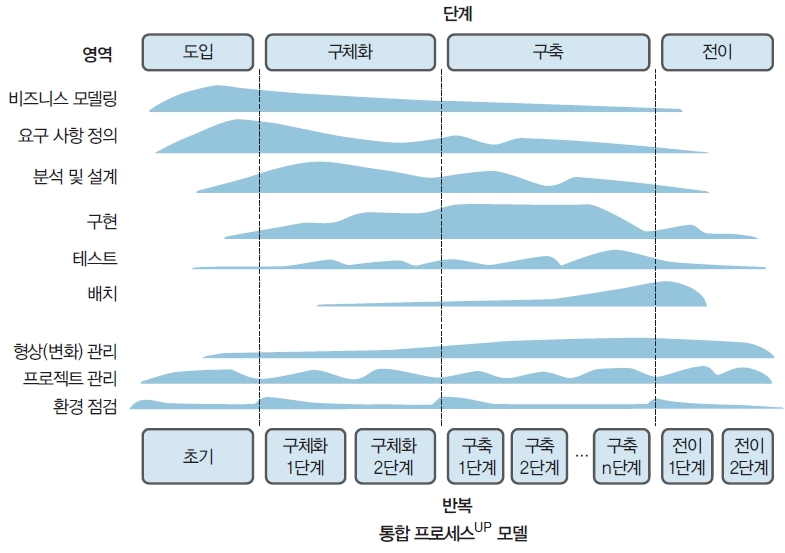 단계
영역
도입 구체화 구축 전이
비즈니스 모델링
요구 사항 정의
분석 및 설계
구현
테스트
배치
형상(변화) 관리
프로젝트 관리
환경 점검
초기
구체화
1단계
구체화
2단계
구축
1단계
구축
2단계
...
구축
n단계
전이
1단계
전이
2단계
반복
통합 프로세스UP 모델